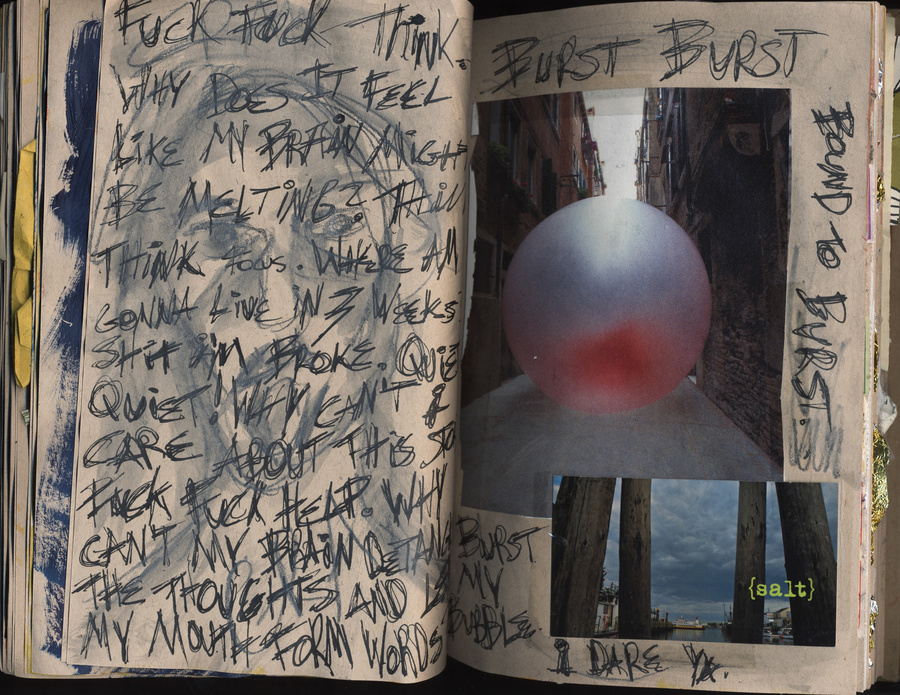 Fuck Fuck Think.
WHY DOES IT FEEL
LIKE MY BRAIN MIGHT
BE MELTING? THINK
THINK FOCUS. WHERE AM
GONNA LIVE IN 3 WEEKS
SHIT I'M BROKE. QUIET
QUIET! WHY CAN'T I
CARE ABOUT THIS
FUCK FUCK HELP. WHY
CAN'T MY BRAIN
THE THOUGHTS AND
MY MOUTH FORM WORDS
BURST BURST
BOUND TO BURST.
{salt}
BURST
MY
BUBBLE.
I DARE YA.